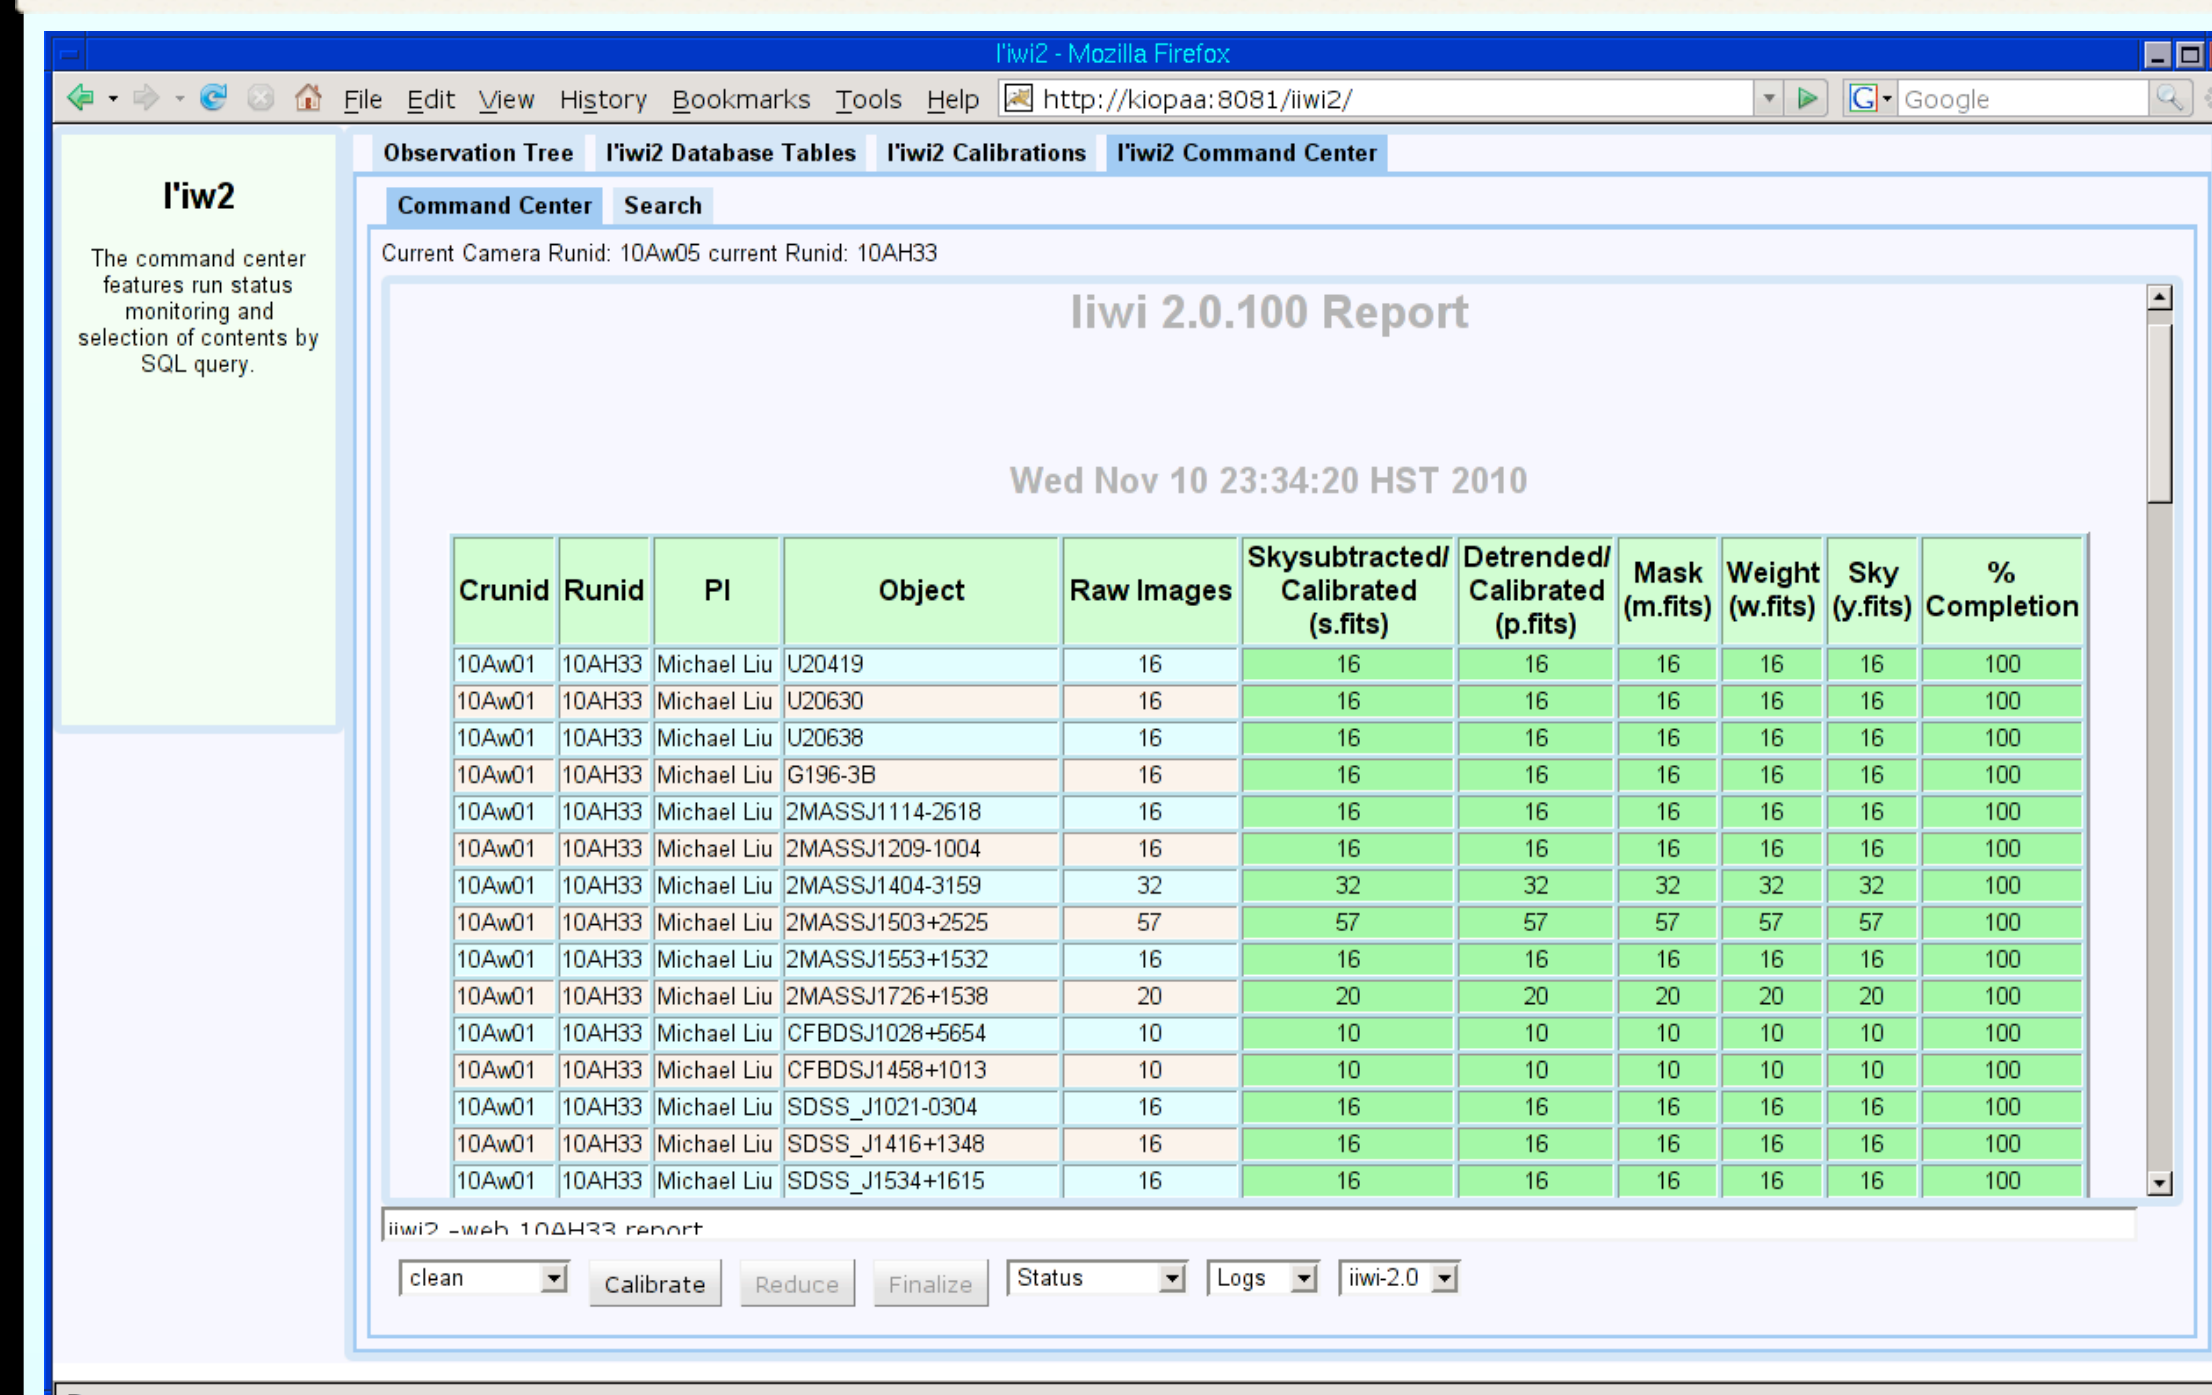 l'iwi2 - Mozilla Firefox
File Edit View History Bookmarks Tools Help http://kiopaa:8081/iiwi2/ G Google
Observation Tree l'iwi2 Database Tables l'iwi2 Calibrations l'iwi2 Command Center
l'iw2
The command center
features run status
monitoring and
selection of contents by
SQL query.
Command Center Search
Current Camera Runid: 10Aw05 current Runid: 10AH33
Iiwi 2.0.100 Report
Wed Nov 10 23:34:20 HST 2010
Crunid Runid PI Object Raw Images Skysubtracted/ Calibrated (s.fits) Detrended/ Calibrated (p.fits) Mask (m.fits) Weight (w.fits) Sky (y.fits) % Completion
10Aw01 10AH33 Michael Liu U20419 16 16 16 16 16 16 100
10Aw01 10AH33 Michael Liu U20630 16 16 16 16 16 16 100
10Aw01 10AH33 Michael Liu U20638 16 16 16 16 16 16 100
10Aw01 10AH33 Michael Liu G196-3B 16 16 16 16 16 16 100
10Aw01 10AH33 Michael Liu 2MASSJ1114-2618 16 16 16 16 16 16 100
10Aw01 10AH33 Michael Liu 2MASSJ1209-1004 16 16 16 16 16 16 100
10Aw01 10AH33 Michael Liu 2MASSJ1404-3159 32 32 32 32 32 32 100
10Aw01 10AH33 Michael Liu 2MASSJ1503+2525 57 57 57 57 57 57 100
10Aw01 10AH33 Michael Liu 2MASSJ1553+1532 16 16 16 16 16 16 100
10Aw01 10AH33 Michael Liu 2MASSJ1726+1538 20 20 20 20 20 20 100
10Aw01 10AH33 Michael Liu CFBDSJ1028+5654 10 10 10 10 10 10 100
10Aw01 10AH33 Michael Liu CFBDSJ1458+1013 10 10 10 10 10 10 100
10Aw01 10AH33 Michael Liu SDSS_J1021-0304 16 16 16 16 16 16 100
10Aw01 10AH33 Michael Liu SDSS_J1416+1348 16 16 16 16 16 16 100
10Aw01 10AH33 Michael Liu SDSS_J1534+1615 16 16 16 16 16 16 100
iiwi2 -web 10AH33 report
clean Calibrate Reduce Finalize Status Logs iiwi-2.0